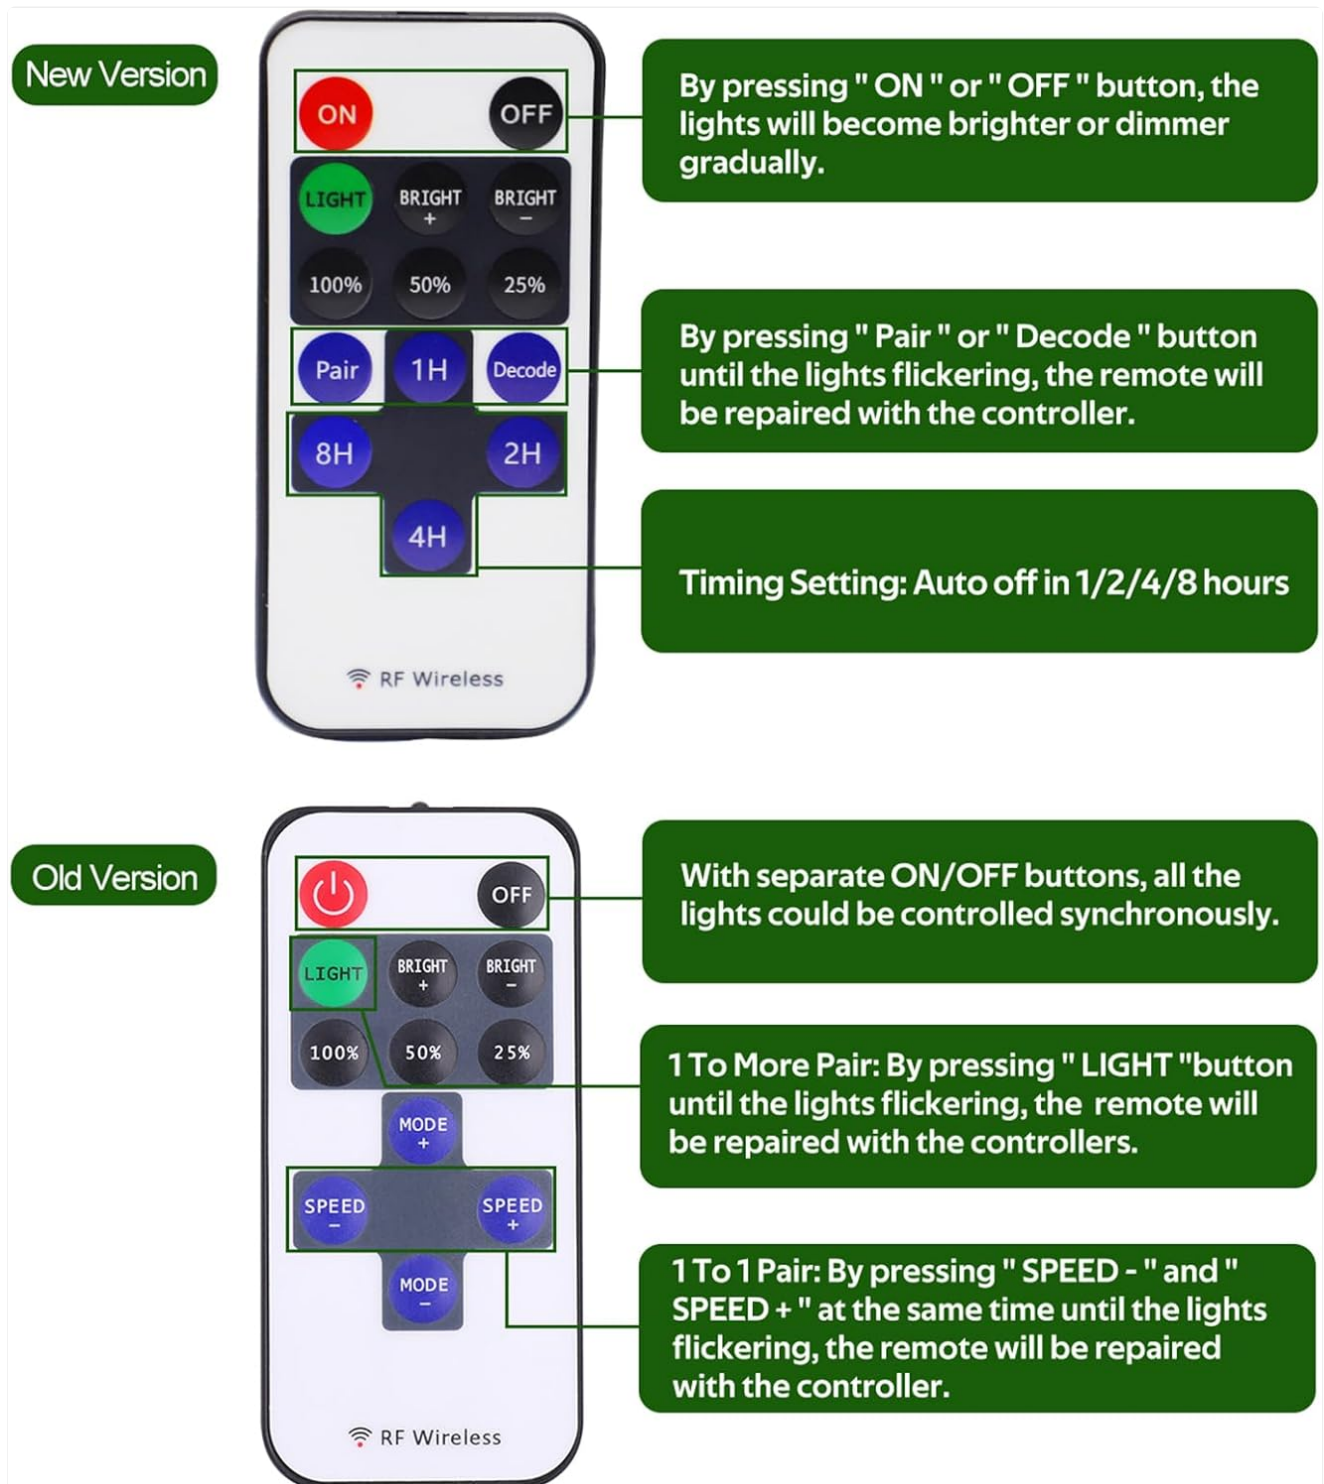 New Version
ON
OFF
By pressing " ON " or " OFF " button, the
lights will become brighter or dimmer
gradually.
LIGHT
BRIGHT
+
BRIGHT
−
100%
50%
25%
Pair
1H
Decode
By pressing " Pair " or " Decode " button
until the lights flickering, the remote will
be repaired with the controller.
8H
2H
4H
Timing Setting: Auto off in 1/2/4/8 hours
RF Wireless
Old Version
OFF
With separate ON/OFF buttons, all the
lights could be controlled synchronously.
LIGHT
BRIGHT
+
BRIGHT
−
100%
50%
25%
1 To More Pair: By pressing " LIGHT "button
until the lights flickering, the remote will
be repaired with the controllers.
MODE
+
SPEED
−
SPEED
+
MODE
−
1 To 1 Pair: By pressing " SPEED - " and "
SPEED + " at the same time until the lights
flickering, the remote will be repaired
with the controller.
RF Wireless